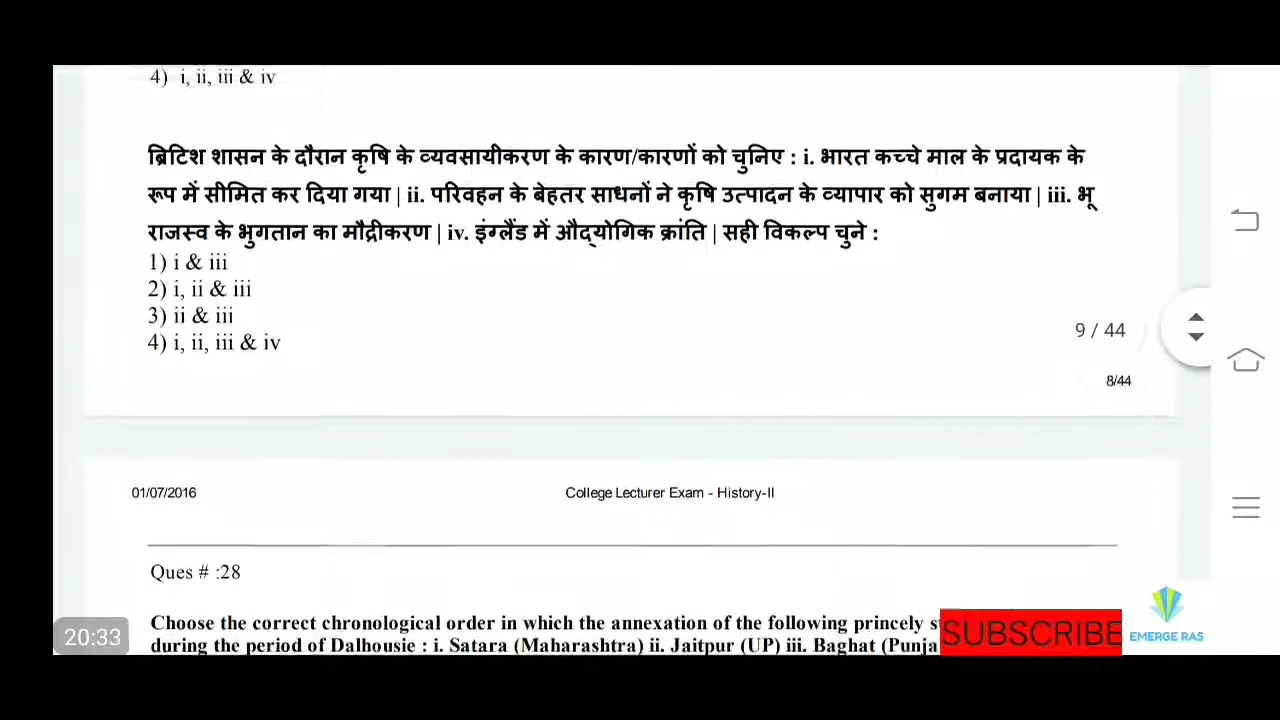 4) i, ii, iii & iv
ब्रिटिश शासन के दौरान कृषि के व्यवसायीकरण के कारण/कारणों को चुनिए : i. भारत कच्चे माल के प्रदायक के
रूप में सीमित कर दिया गया | ii. परिवहन के बेहतर साधनों ने कृषि उत्पादन के व्यापार को सुगम बनाया | iii. भू
राजस्व के भुगतान का मौद्रीकरण | iv. इंग्लैंड में औद्योगिक क्रांति | सही विकल्प चुने :
1) i & iii
2) i, ii & iii
3) ii & iii
4) i, ii, iii & iv
9 / 44
8/44
01/07/2016
College Lecturer Exam - History-II
Ques # :28
Choose the correct chronological order in which the annexation of the following princely
during the period of Dalhousie : i. Satara (Maharashtra) ii. Jaitpur (UP) iii. Baghat (Punja
20:33
SUBSCRIBE
EMERGE RAS